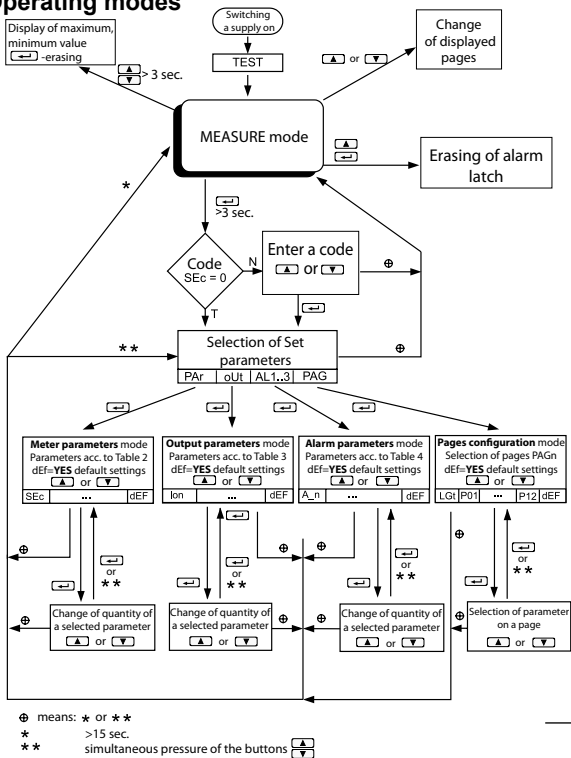 Operating modes
Display of maximum,
minimum value
-erasing
> 3 sec.
Switching
a supply on
TEST
or
Change
of displayed
pages
MEASURE mode
Erasing of alarm
latch
*
>3 sec.
Code
SEc = 0
N
T
Enter a code
or
⊕
**
Selection of Set
parameters
PAr oUt AL1..3 PAG
⊕
Meter parameters mode
Parameters acc. to Table 2
dEf=YES default settings
or
SEc ... dEF
Output parameters mode
Parameters acc. to Table 3
dEf=YES default settings
or
Ion ... dEF
Alarm parameters mode
Parameters acc. to Table 4
dEf=YES default settings
or
A_n ... dEF
Pages configuration mode
Selection of pages PAGn
dEf=YES default settings
or
LGt P01 ... P12 dEF
⊕
or
**
⊕
or
**
⊕
⊕
or
**
⊕
or
**
⊕
Change of quantity of
a selected parameter
or
Change of quantity of
a selected parameter
or
⊕
⊕
Change of quantity of
a selected parameter
or
⊕
Selection of parameter
on a page
or
⊕ means: * or **
* >15 sec.
** simultaneous pressure of the buttons